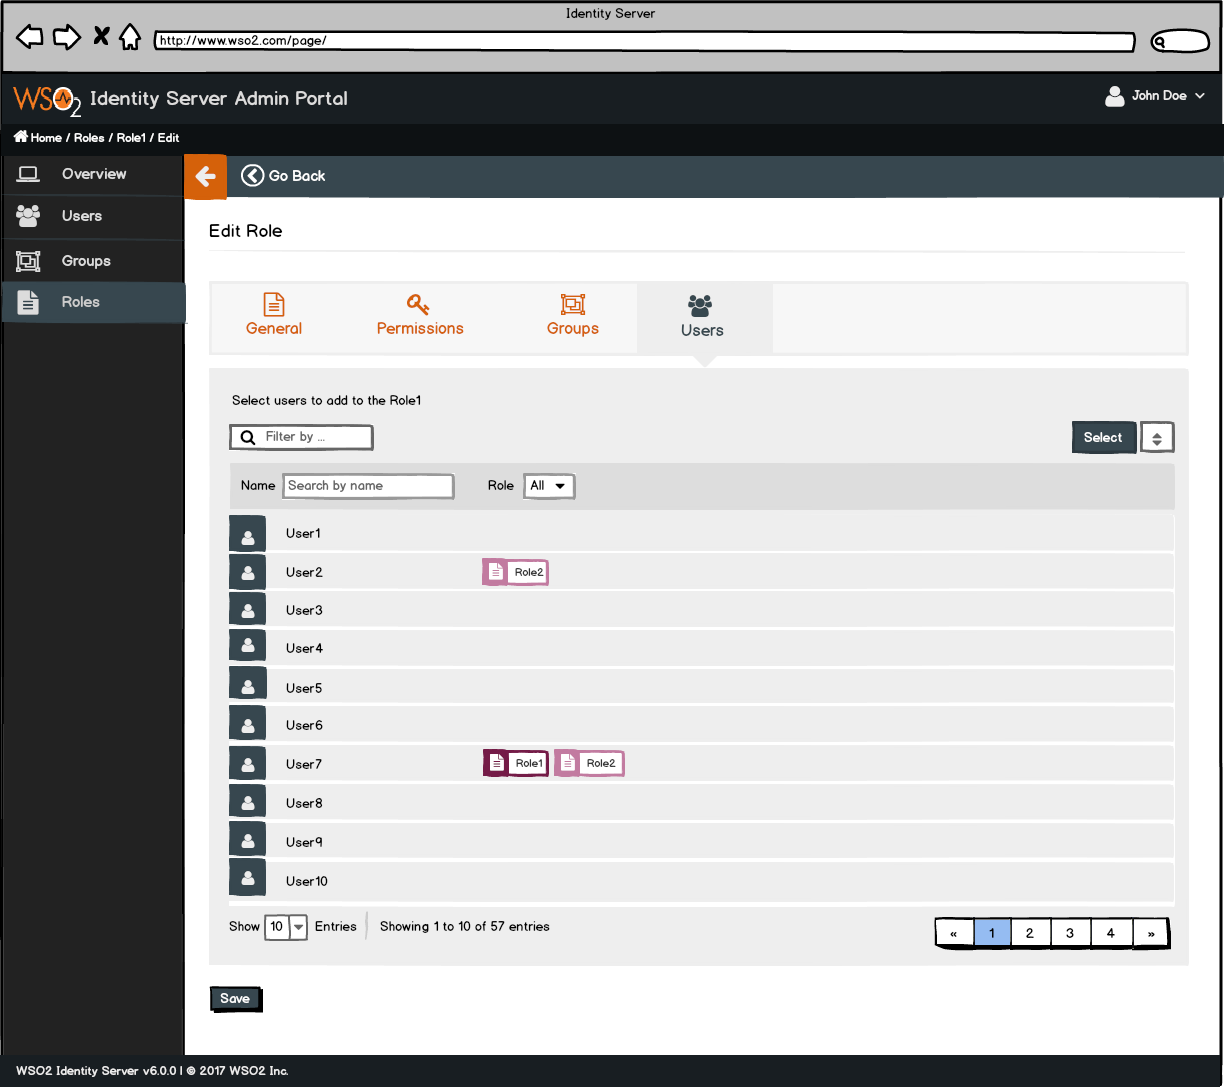 Identity Server
http://www.wso2.com/page/
WSO2 Identity Server Admin Portal
John Doe
Home / Roles / Role1 / Edit
Overview
Users
Groups
Roles
Go Back
Edit Role
General
Permissions
Groups
Users
Select users to add to the Role1
Filter by ...
Select
Name
Search by name
Role
All
User1
User2
Role2
User3
User4
User5
User6
User7
Role1
Role2
User8
User9
User10
Show 10 Entries
Showing 1 to 10 of 57 entries
« 1 2 3 4 »
Save
WSO2 Identity Server v6.0.0 | © 2017 WSO2 Inc.